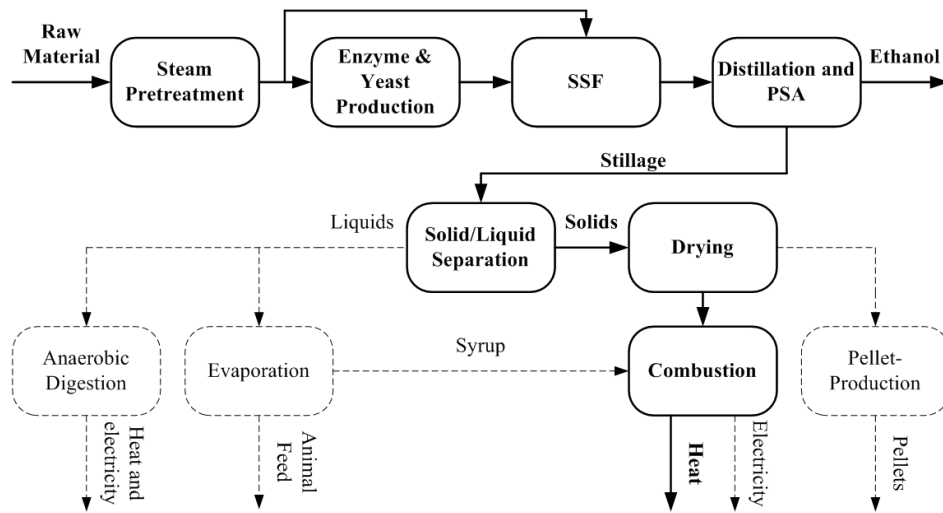 Raw
Material
Steam
Pretreatment
Enzyme &
Yeast
Production
SSF
Distillation and
PSA
Ethanol
Stillage
Liquids
Solid/Liquid
Separation
Solids
Drying
Anaerobic
Digestion
Evaporation
Syrup
Combustion
Pellet-
Production
Heat and
electricity
Animal
Feed
Heat
Electricity
Pellets